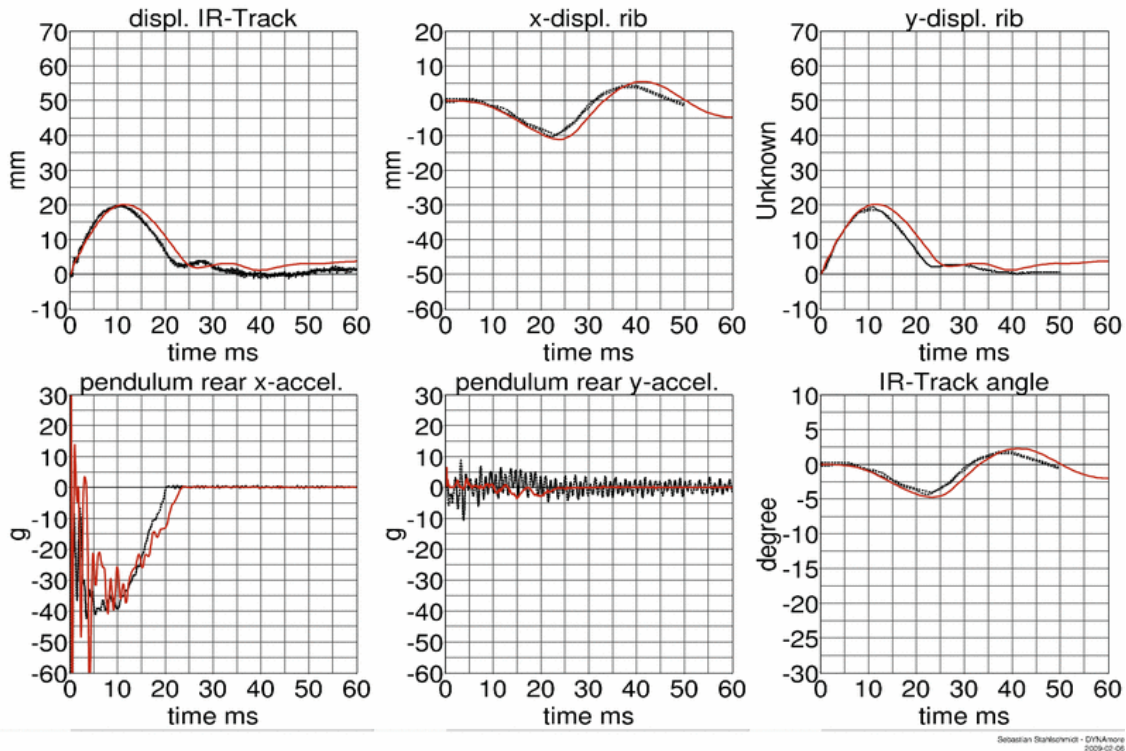 displ. IR-Track
x-displ. rib
y-displ. rib
70
60
50
40
30
20
10
0
-10
mm
0 10 20 30 40 50 60
time ms
20
10
0
-10
-20
-30
-40
-50
-60
mm
0 10 20 30 40 50 60
time ms
70
60
50
40
30
20
10
0
-10
Unknown
0 10 20 30 40 50 60
time ms
pendulum rear x-accel.
pendulum rear y-accel.
IR-Track angle
30
20
10
0
-10
-20
-30
-40
-50
-60
g
0 10 20 30 40 50 60
time ms
30
20
10
0
-10
-20
-30
-40
-50
-60
g
0 10 20 30 40 50 60
time ms
10
5
0
-5
-10
-15
-20
-25
-30
degree
0 10 20 30 40 50 60
time ms
Sebastian Stahlschmidt - DYNAmore
2009-02-06